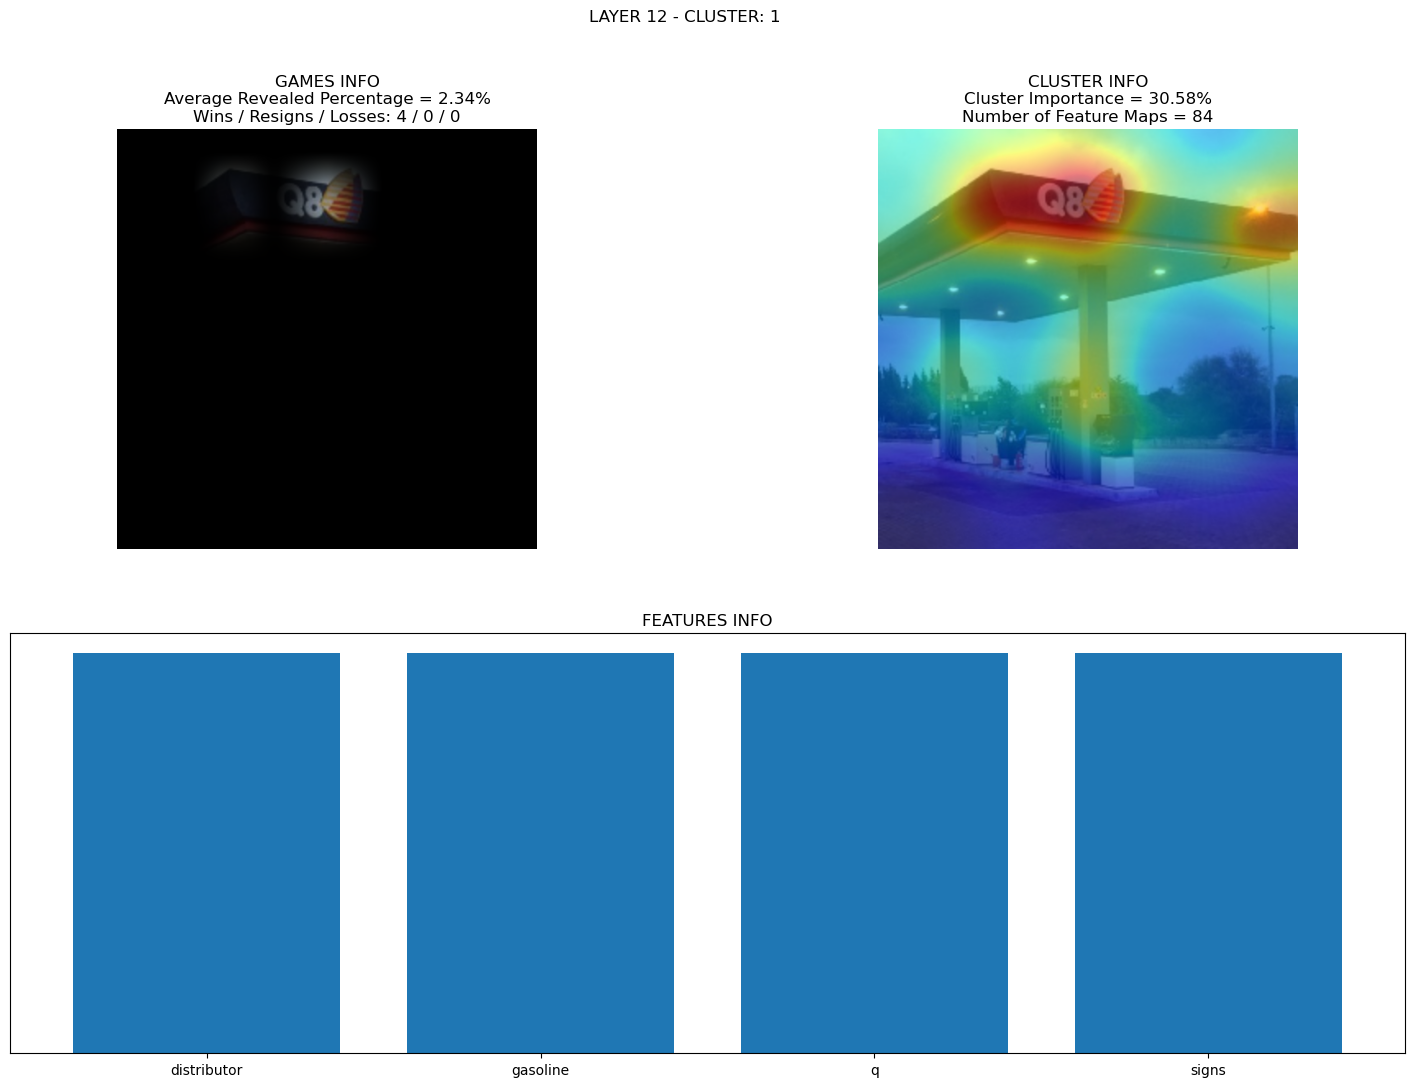 LAYER 12 - CLUSTER: 1
GAMES INFO
Average Revealed Percentage = 2.34%
Wins / Resigns / Losses: 4 / 0 / 0
Q8
CLUSTER INFO
Cluster Importance = 30.58%
Number of Feature Maps = 84
Q8
FEATURES INFO
distributor
gasoline
q
signs